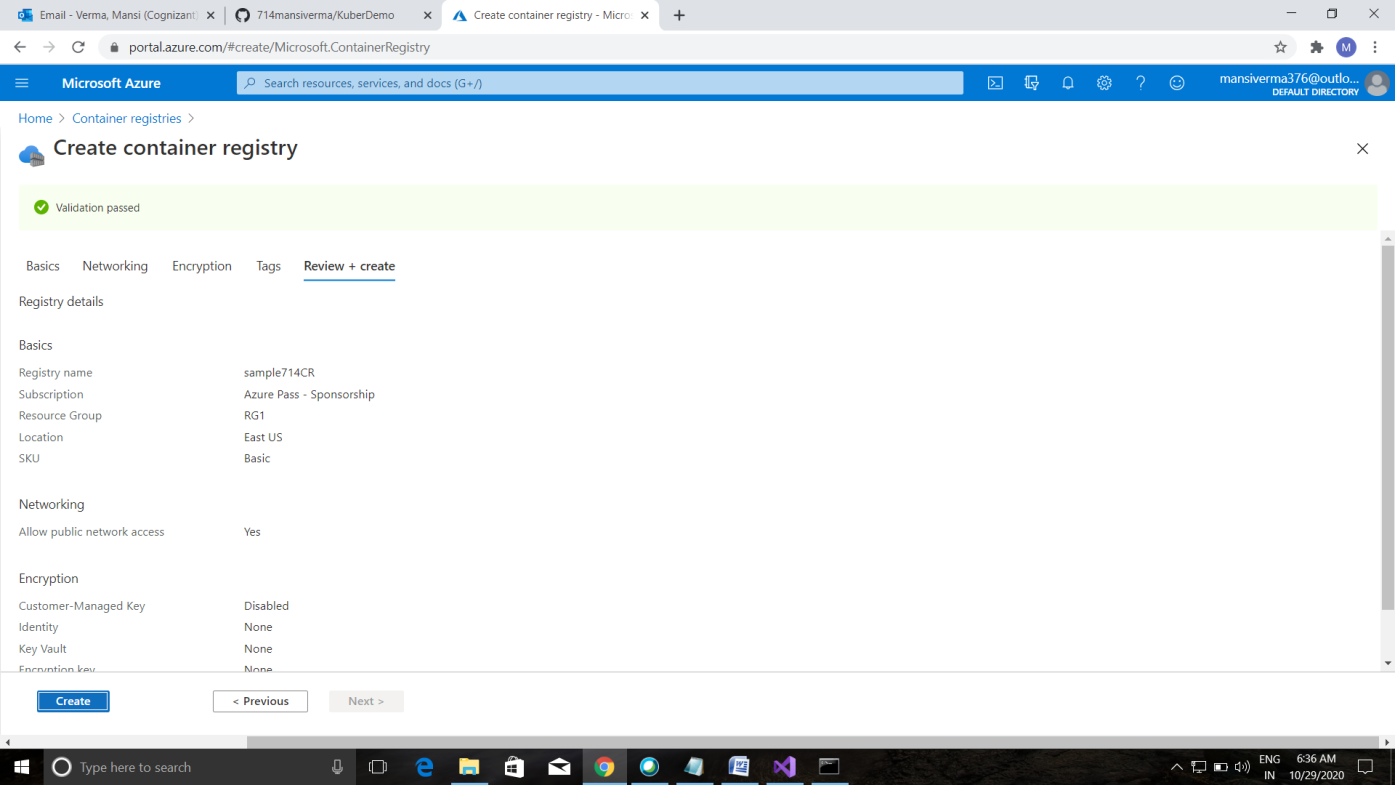 Email - Verma, Mansi (Cognizant)
714mansiverma/KuberDemo
Create container registry - Micros
portal.azure.com/#create/Microsoft.ContainerRegistry
M
Microsoft Azure
Search resources, services, and docs (G+/)
mansiverma376@outlo...
DEFAULT DIRECTORY
Home > Container registries >
Create container registry
Validation passed
Basics Networking Encryption Tags Review + create
Registry details
Basics
Registry name sample714CR
Subscription Azure Pass - Sponsorship
Resource Group RG1
Location East US
SKU Basic
Networking
Allow public network access Yes
Encryption
Customer-Managed Key Disabled
Identity None
Key Vault None
Encryption key None
Create < Previous Next >
Type here to search
ENG
IN
6:36 AM
10/29/2020